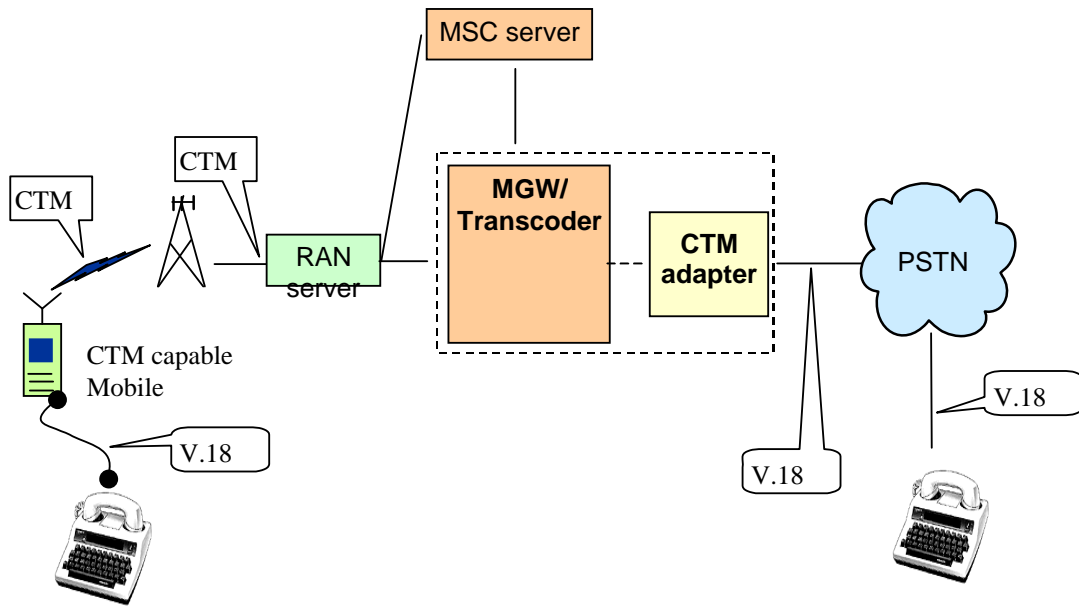 MSC server
CTM
CTM
MGW/
Transcoder
RAN
server
CTM
adapter
PSTN
CTM capable
Mobile
V.18
V.18
V.18